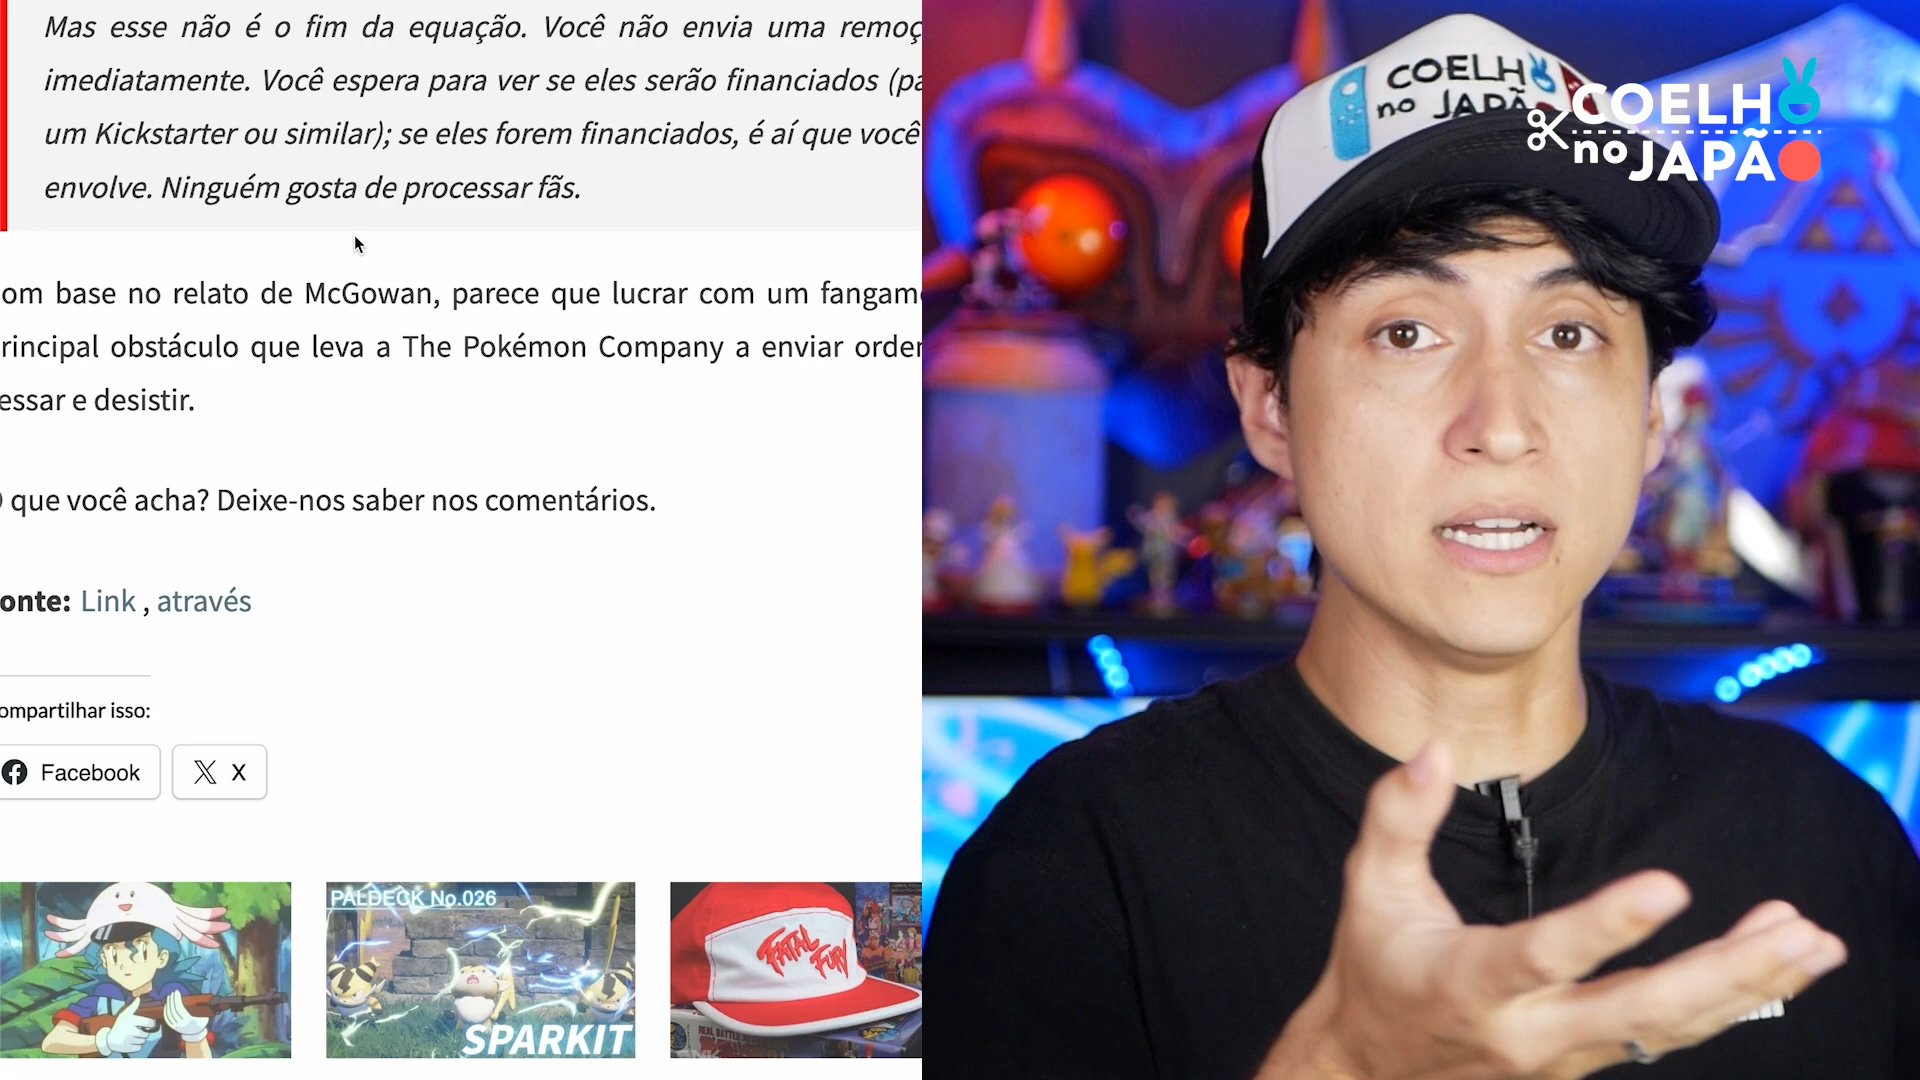 Mas esse não é o fim da equação. Você não envia uma
imediatamente. Você espera para ver se eles serão financiados
um Kickstarter ou similar); se eles forem financiados, é aí que você
envolve. Ninguém gosta de processar fãs.
om base no relato de McGowan, parece que lucrar com um
rincipal obstáculo que leva a The Pokémon Company a enviar
essar e desistir.
que você acha? Deixe-nos saber nos comentários.
onte: Link , através
ompartilhar isso:
Facebook
X
PALDECK No.026
SPARKIT
FATAL
FURY
REAL
COELHO
no JAPÃO
COELHO
no JAPÃO